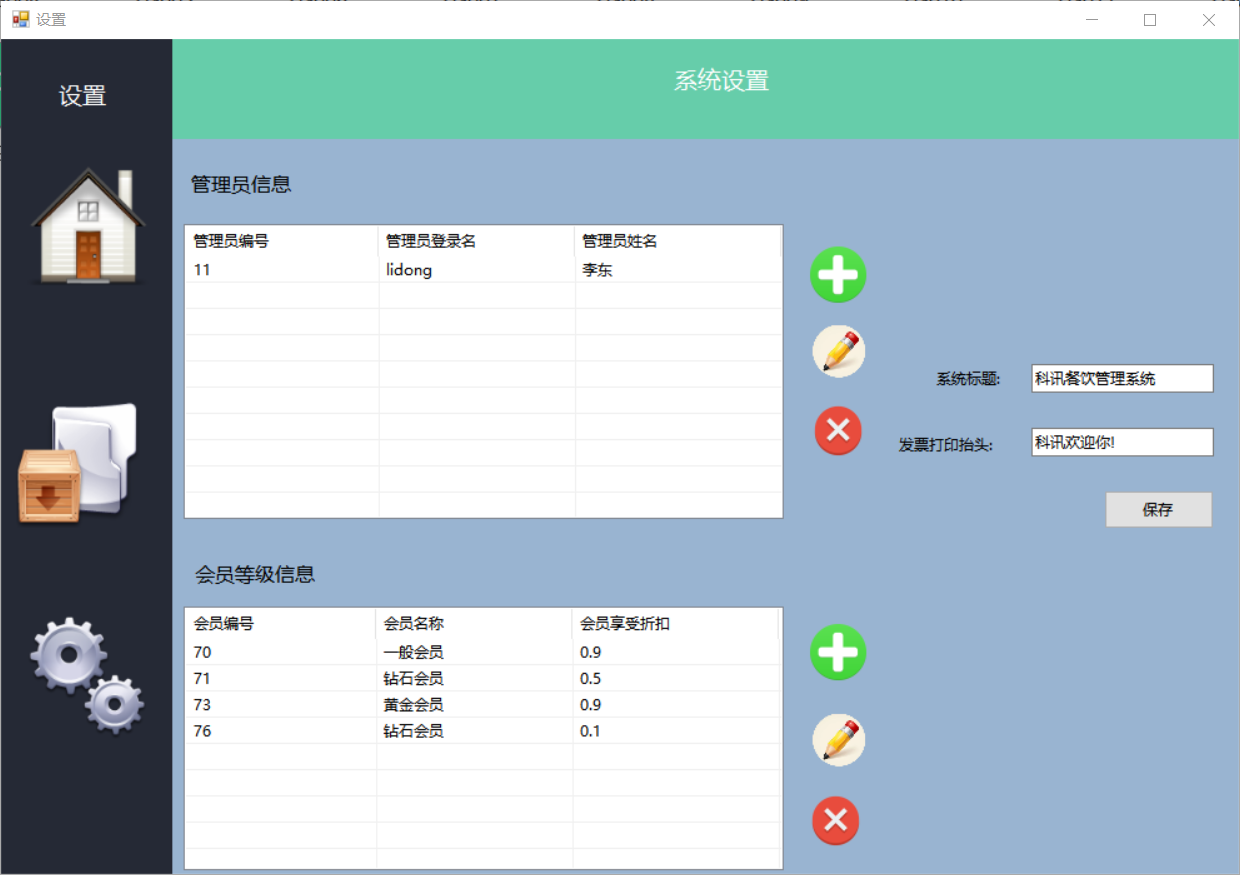 设置
设置
系统设置
管理员信息
管理员编号 管理员登录名 管理员姓名
11 lidong 李东
系统标题: 科讯餐饮管理系统
发票打印抬头: 科讯欢迎你!
保存
会员等级信息
会员编号 会员名称 会员享受折扣
70 一般会员 0.9
71 钻石会员 0.5
73 黄金会员 0.9
76 钻石会员 0.1